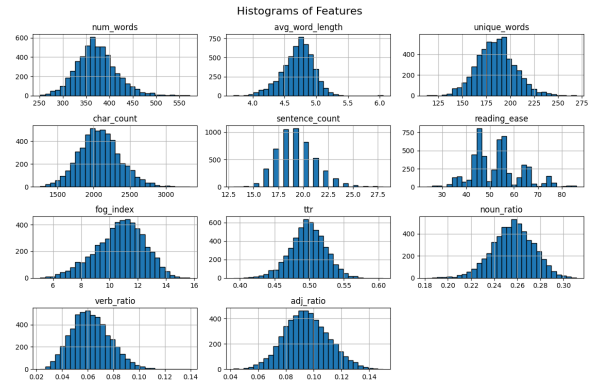 Histograms of Features
num_words
600
400
200
0
250 300 350 400 450 500 550
avg_word_length
750
500
250
0
4.0 4.5 5.0 5.5 6.0
unique_words
400
200
0
125 150 175 200 225 250 275
char_count
400
200
0
1500 2000 2500 3000
sentence_count
1000
500
0
12.5 15.0 17.5 20.0 22.5 25.0 27.5
reading_ease
750
500
250
0
30 40 50 60 70 80
fog_index
400
200
0
6 8 10 12 14 16
ttr
600
400
200
0
0.40 0.45 0.50 0.55 0.60
noun_ratio
400
200
0
0.18 0.20 0.22 0.24 0.26 0.28 0.30
verb_ratio
400
200
0
0.02 0.04 0.06 0.08 0.10 0.12 0.14
adj_ratio
400
200
0
0.04 0.06 0.08 0.10 0.12 0.14